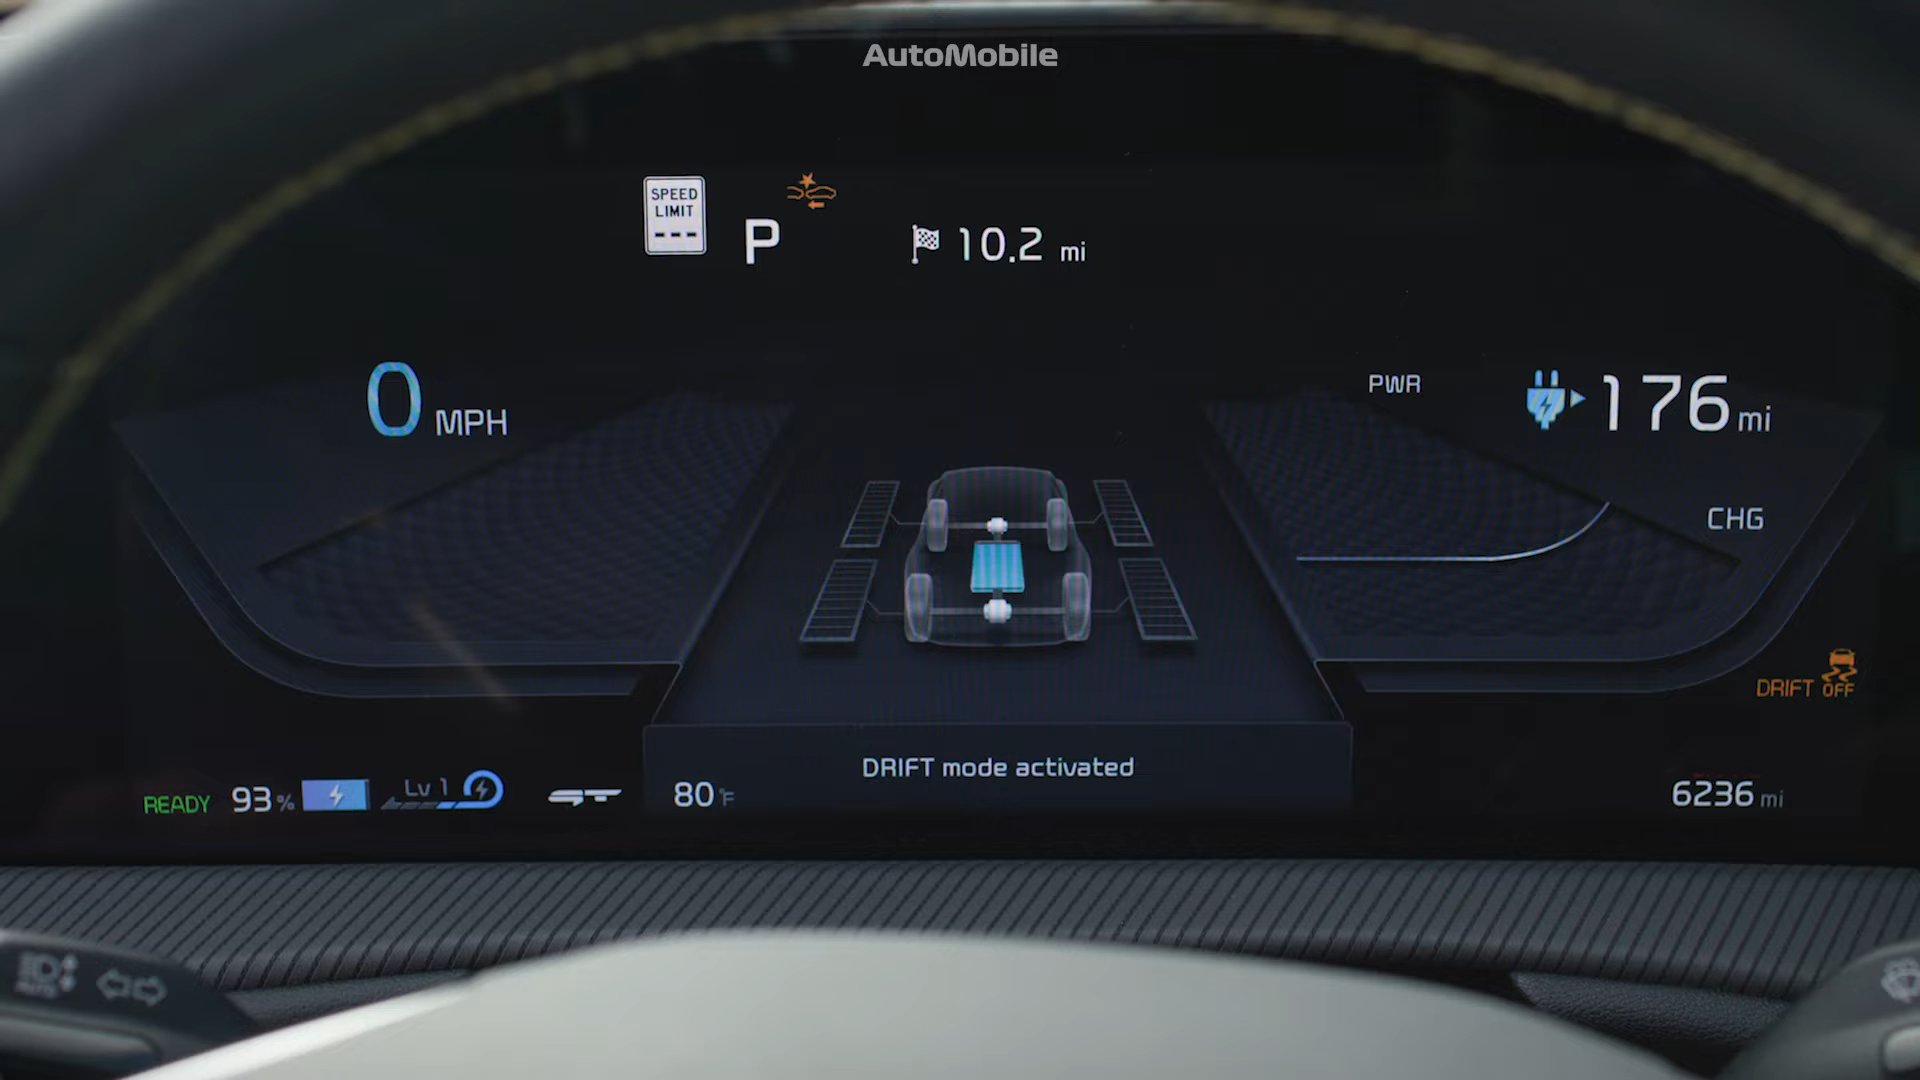 AutoMobile
SPEED
LIMIT
---
P
10.2 mi
0 MPH
PWR
176 mi
CHG
DRIFT OFF
DRIFT mode activated
READY 93 % Lv 1 80 °F
6236 mi
AUTO